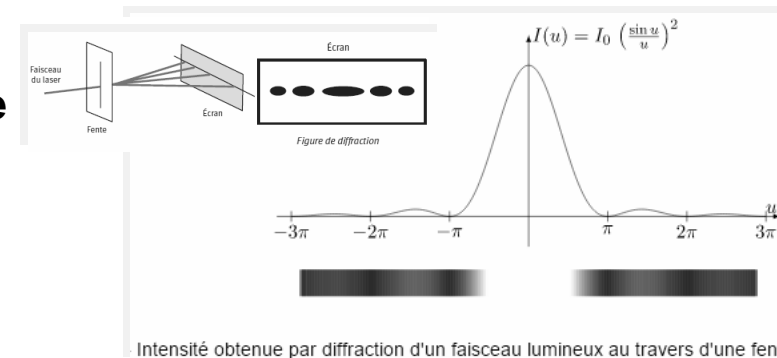 e
Faisceau
du laser
Fente
Écran
Écran
Figure de diffraction
I(u) = I₀ (sin u / u)²
u
−3π −2π −π π 2π 3π
Intensité obtenue par diffraction d'un faisceau lumineux au travers d'une fen